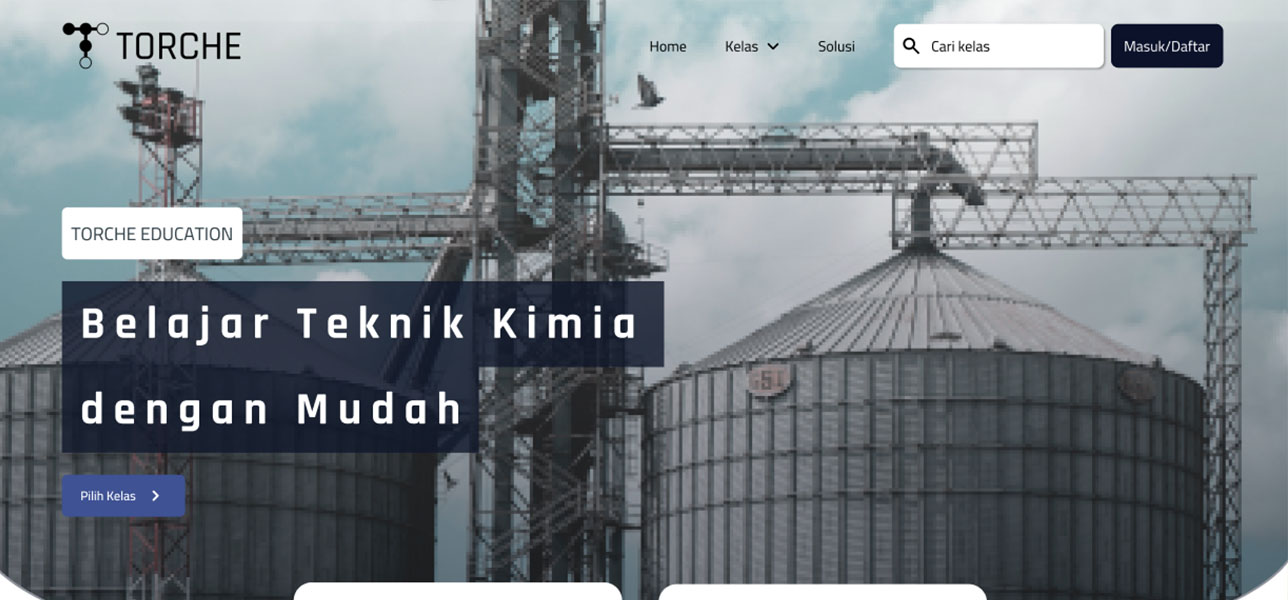 TORCHE
Home
Kelas
Solusi
Cari kelas
Masuk/Daftar
TORCHE EDUCATION
Belajar Teknik Kimia
dengan Mudah
Pilih Kelas